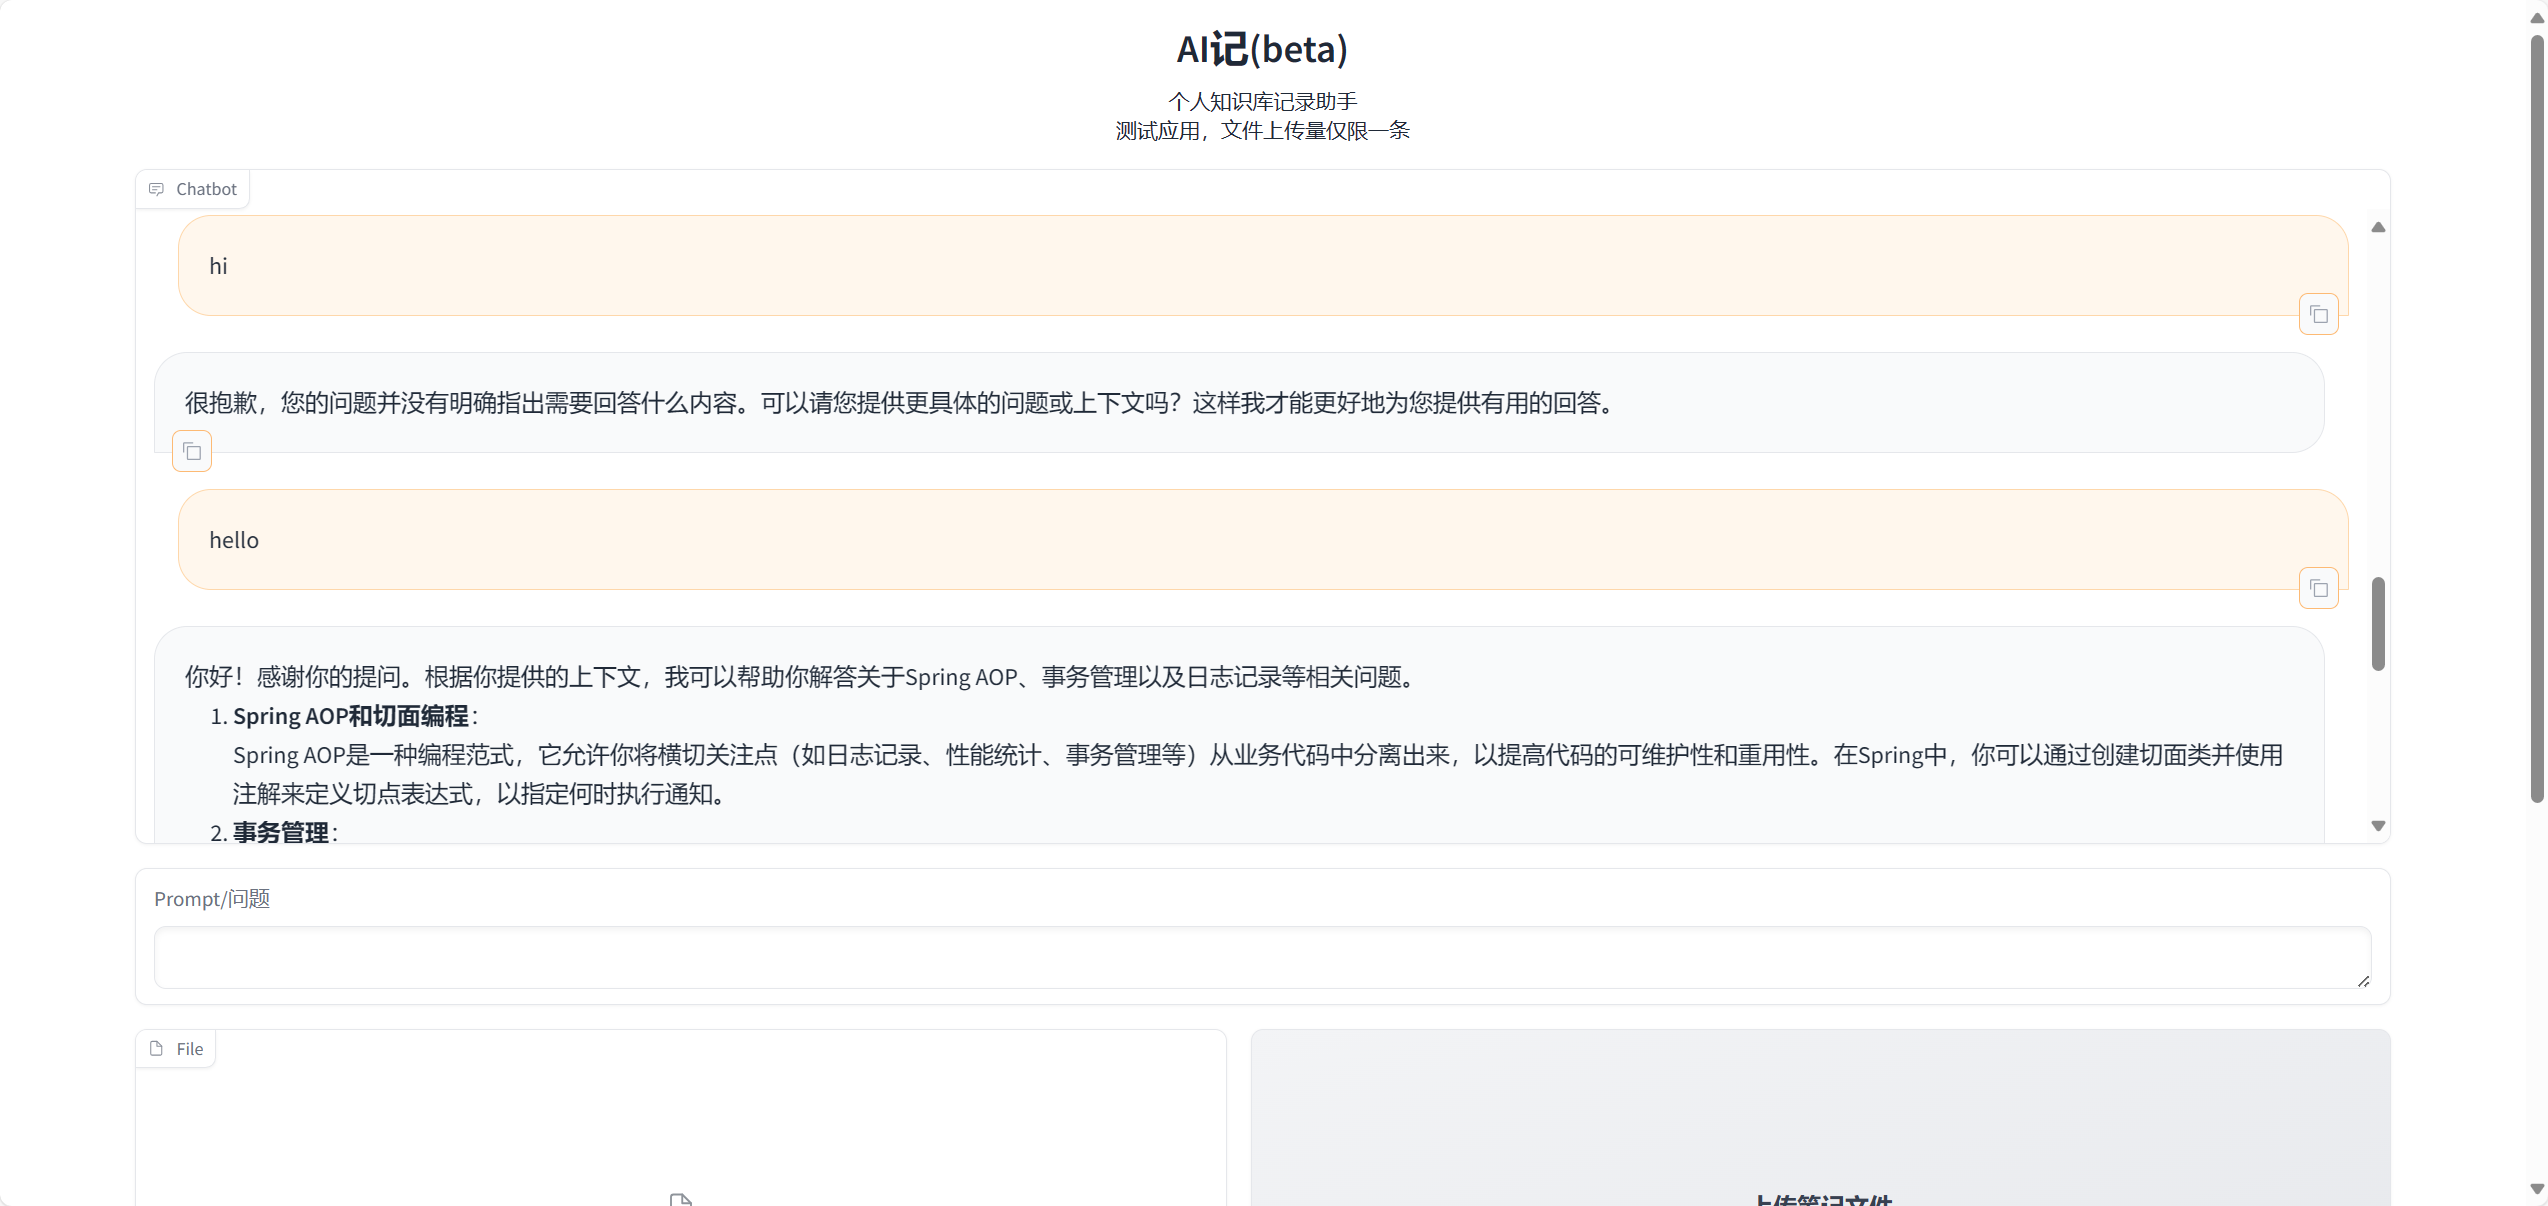 AI记(beta)
个人知识库记录助手
测试应用，文件上传量仅限一条
Chatbot
hi
很抱歉，您的问题并没有明确指出需要回答什么内容。可以请您提供更具体的问题或上下文吗？这样我才能更好地为您提供有用的回答。
hello
你好！感谢你的提问。根据你提供的上下文，我可以帮助你解答关于Spring AOP、事务管理以及日志记录等相关问题。
1. Spring AOP和切面编程：
Spring AOP是一种编程范式，它允许你将横切关注点（如日志记录、性能统计、事务管理等）从业务代码中分离出来，以提高代码的可维护性和重用性。在Spring中，你可以通过创建切面类并使用
注解来定义切点表达式，以指定何时执行通知。
2. 事务管理：
Prompt/问题
File
上传笔记文件